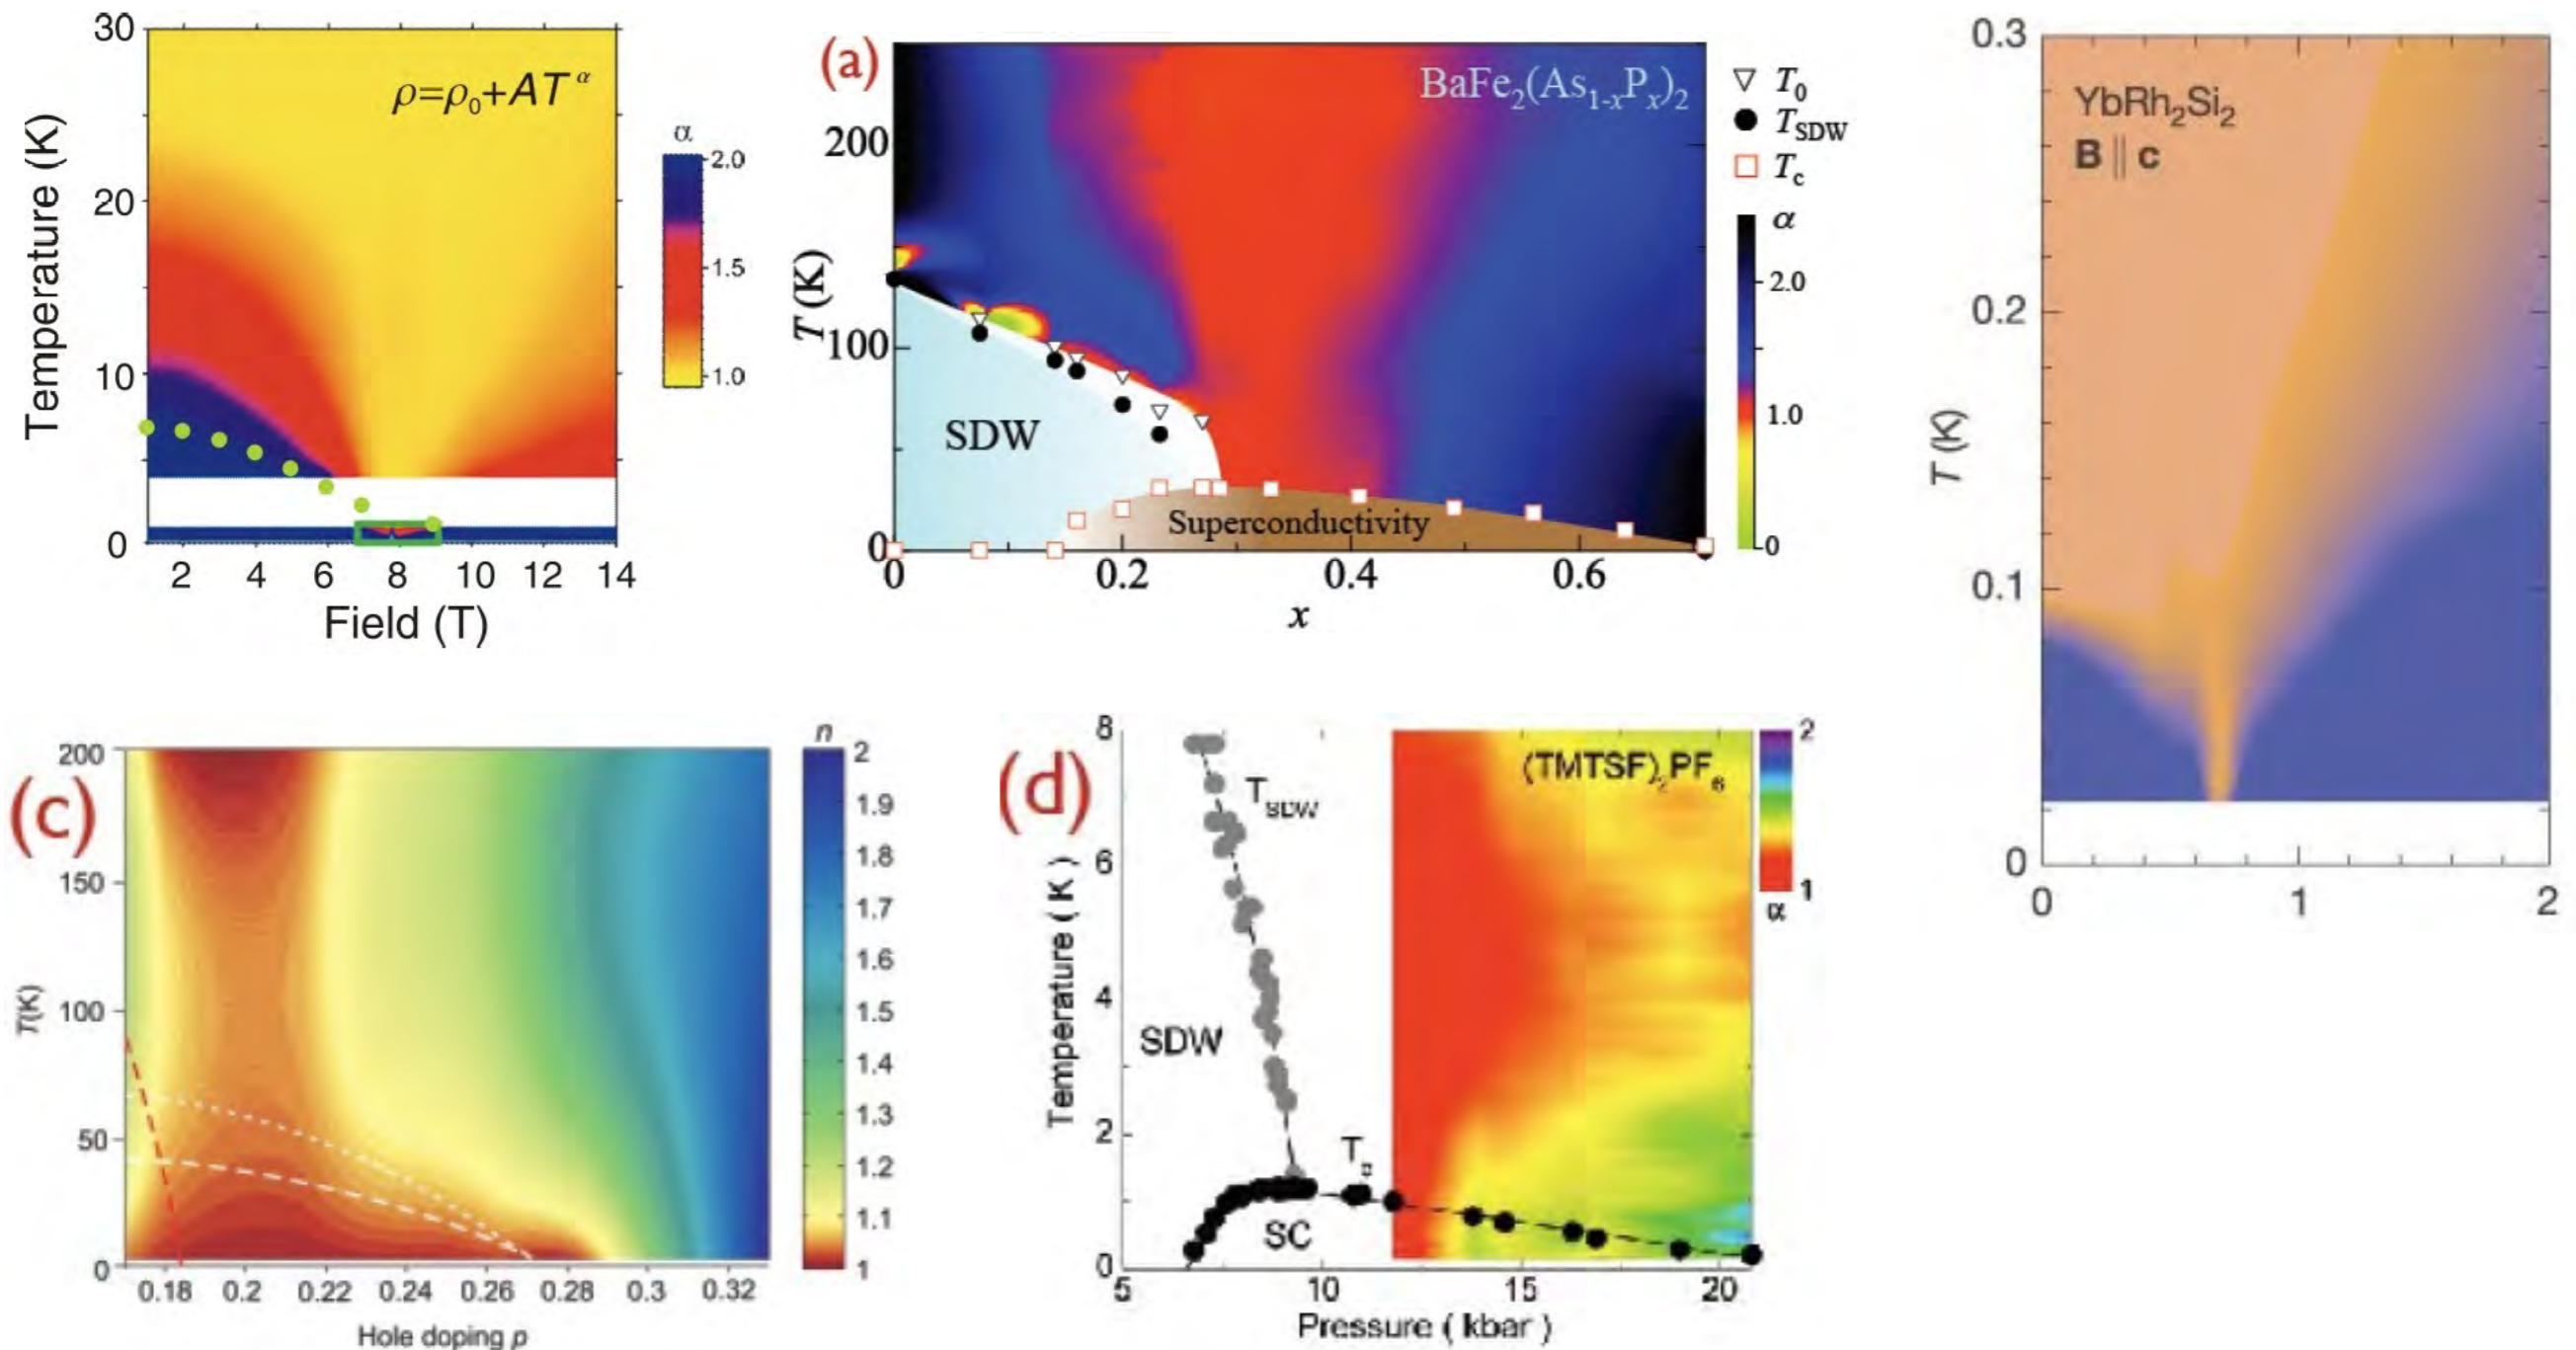 30
20
10
0
Temperature (K)
ρ=ρ₀+AT^α
α
2.0
1.5
1.0
2 4 6 8 10 12 14
Field (T)
(a)
BaFe₂(As₁₋ₓPₓ)₂
T₀
T_SDW
T_c
α
2.0
1.0
0
200
100
0
T (K)
SDW
Superconductivity
0 0.2 0.4 0.6
x
0.3
0.2
0.1
0
T (K)
YbRh₂Si₂
B || c
0 1 2
(c)
200
150
100
50
0
T(K)
n
2
1.9
1.8
1.7
1.6
1.5
1.4
1.3
1.2
1.1
1
0.18 0.2 0.22 0.24 0.26 0.28 0.3 0.32
Hole doping p
(d)
8
6
4
2
0
Temperature ( K )
T_SDW
(TMTSF)₂PF₆
2
1
α
SDW
T_c
SC
5 10 15 20
Pressure ( kbar )